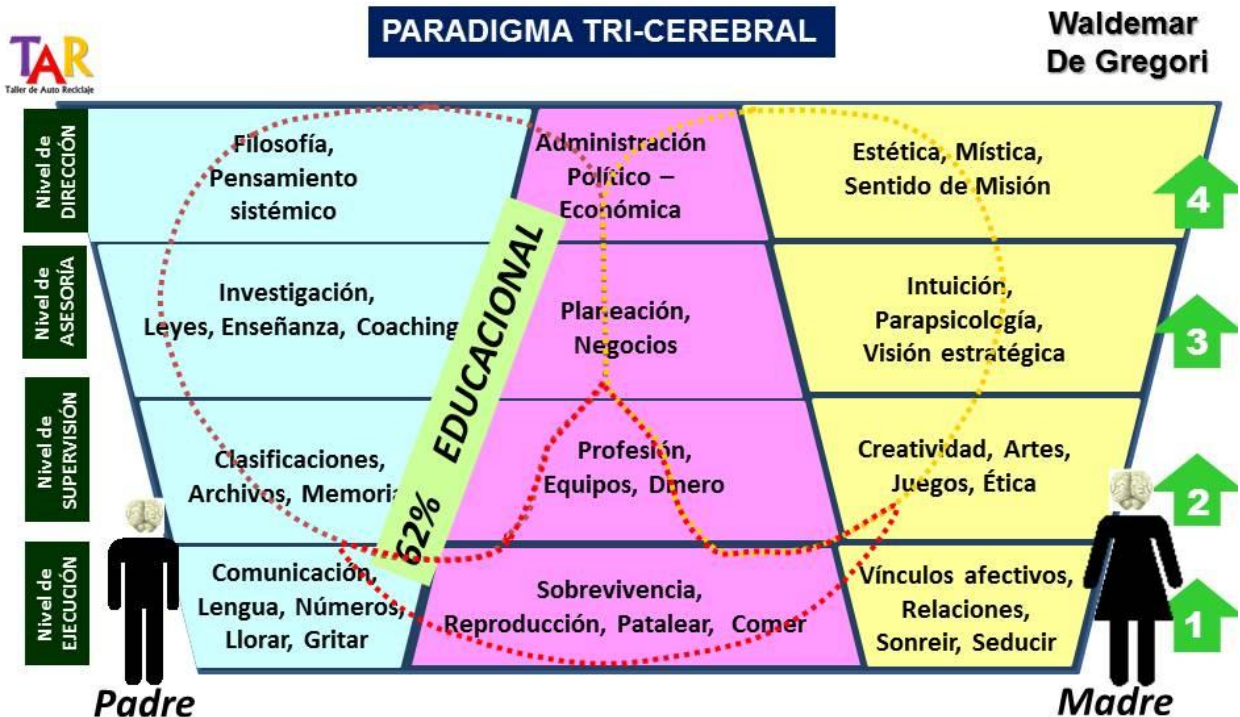 PARADIGMA TRI-CEREBRAL
Waldemar
De Gregori
TAR
Taller de Auto Reciclaje
Nivel de
DIRECCIÓN
Filosofía,
Pensamiento
sistémico
Administración
Político –
Económica
Estética, Mística,
Sentido de Misión
4
Nivel de
ASESORÍA
Investigación,
Leyes, Enseñanza, Coaching
Planeación,
Negocios
Intuición,
Parapsicología,
Visión estratégica
3
62% EDUCACIONAL
Nivel de
SUPERVISIÓN
Clasificaciones,
Archivos, Memoria
Profesión,
Equipos, Dinero
Creatividad, Artes,
Juegos, Ética
2
Nivel de
EJECUCIÓN
Comunicación,
Lengua, Números,
Llorar, Gritar
Sobrevivencia,
Reproducción, Patalear, Comer
Vínculos afectivos,
Relaciones,
Sonreir, Seducir
1
Padre
Madre